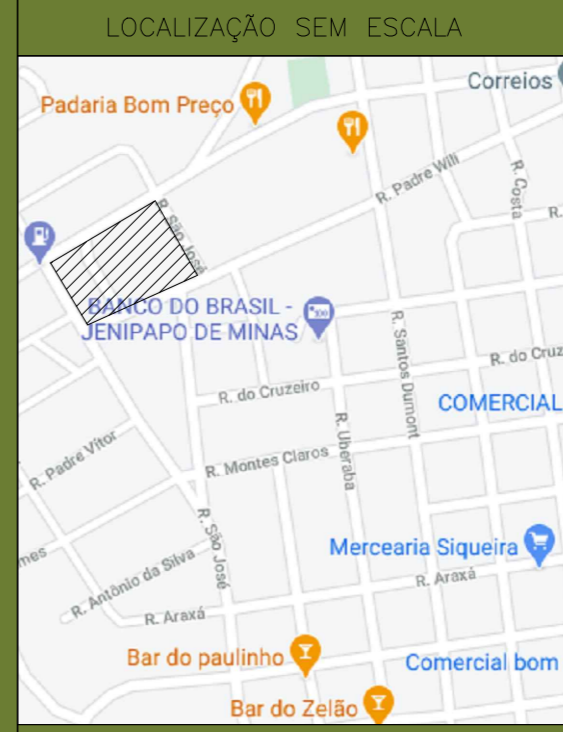 LOCALIZAÇÃO SEM ESCALA
Correios
Padaria Bom Preço
R. Padre Willi
R. Costa
R.
R. São José
BANCO DO BRASIL -
JENIPAPO DE MINAS
R. Santos Dumont
R. do Cruz
R. do Cruzeiro
COMERCIAL
R. Uberaba
R. Padre Vitor
R. Montes Claros
R. São José
Mercearia Siqueira
mes
R. Antônio da Silva
R. Araxá
R. Araxá
Bar do paulinho
Comercial bom
Bar do Zelão